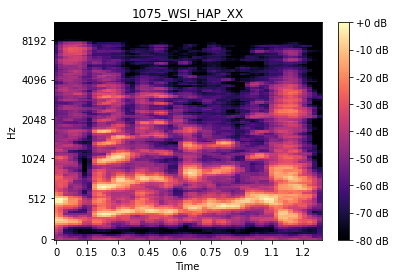 1075_WSI_HAP_XX
+0 dB
8192
-10 dB
4096
-20 dB
-30 dB
2048
Hz
-40 dB
1024
-50 dB
512
-60 dB
-70 dB
0
-80 dB
0 0.15 0.3 0.45 0.6 0.75 0.9 1.1 1.2
Time